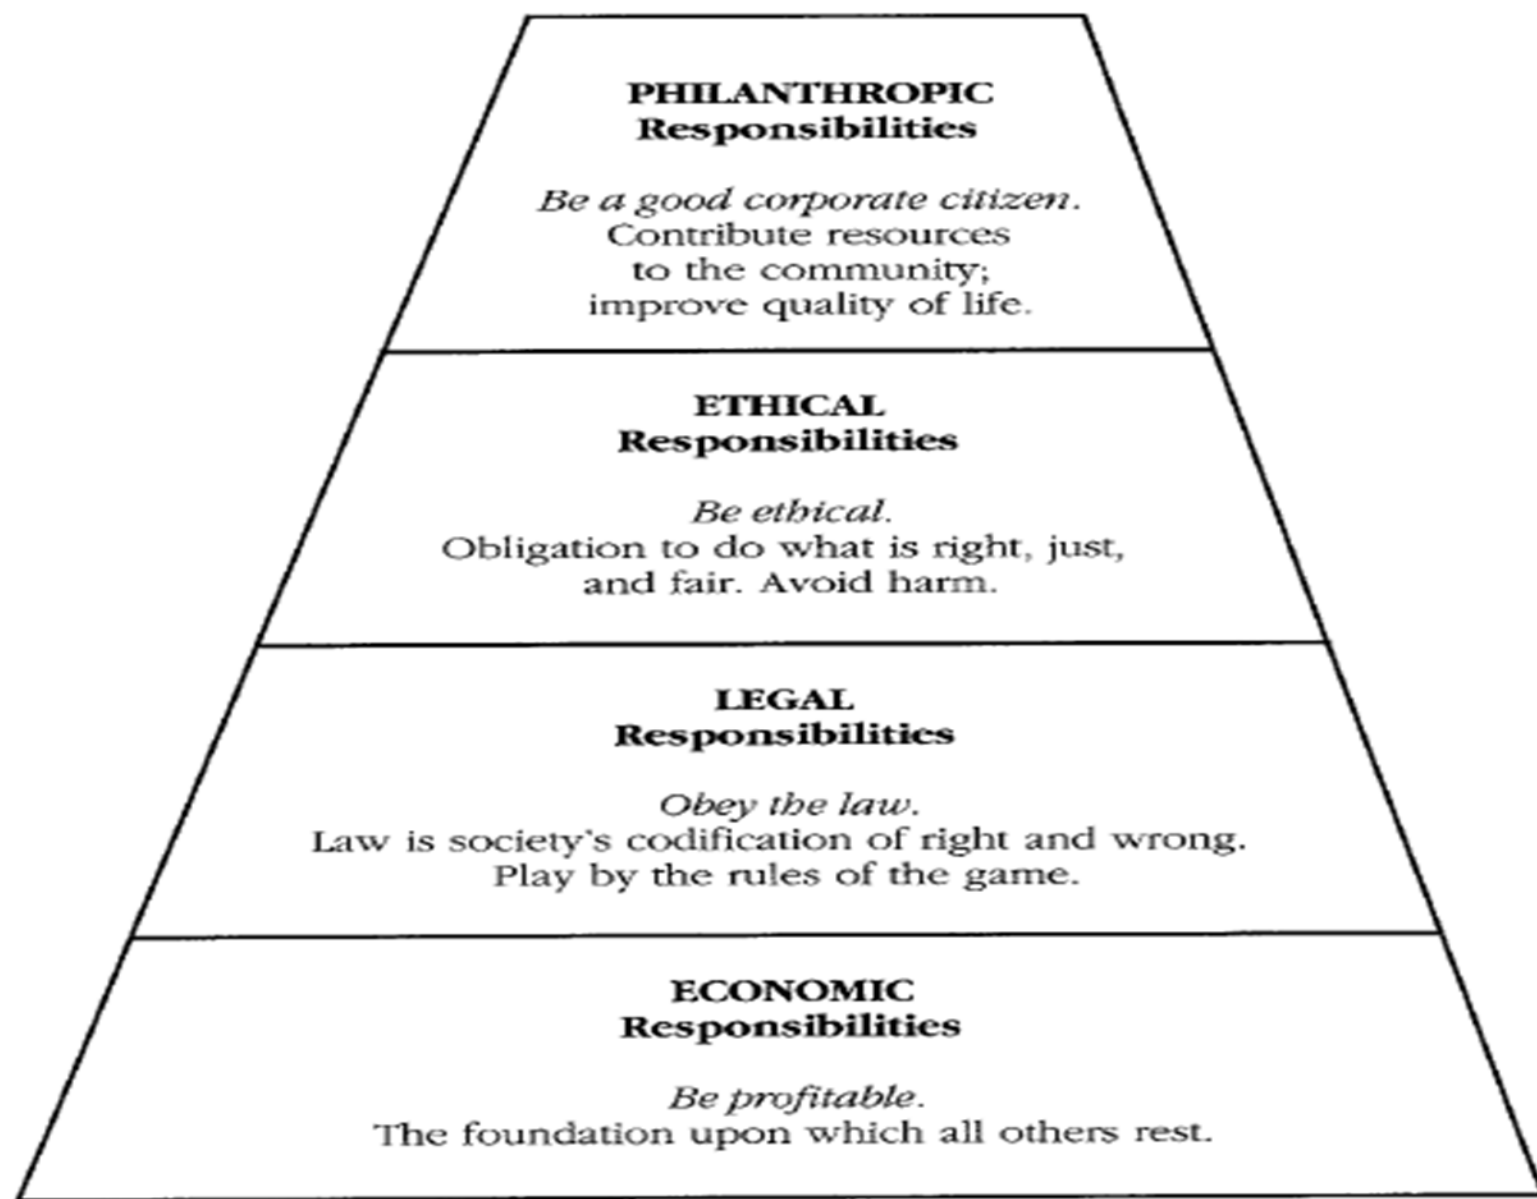 PHILANTHROPIC
Responsibilities
Be a good corporate citizen.
Contribute resources
to the community;
improve quality of life.
ETHICAL
Responsibilities
Be ethical.
Obligation to do what is right, just,
and fair. Avoid harm.
LEGAL
Responsibilities
Obey the law.
Law is society's codification of right and wrong.
Play by the rules of the game.
ECONOMIC
Responsibilities
Be profitable.
The foundation upon which all others rest.